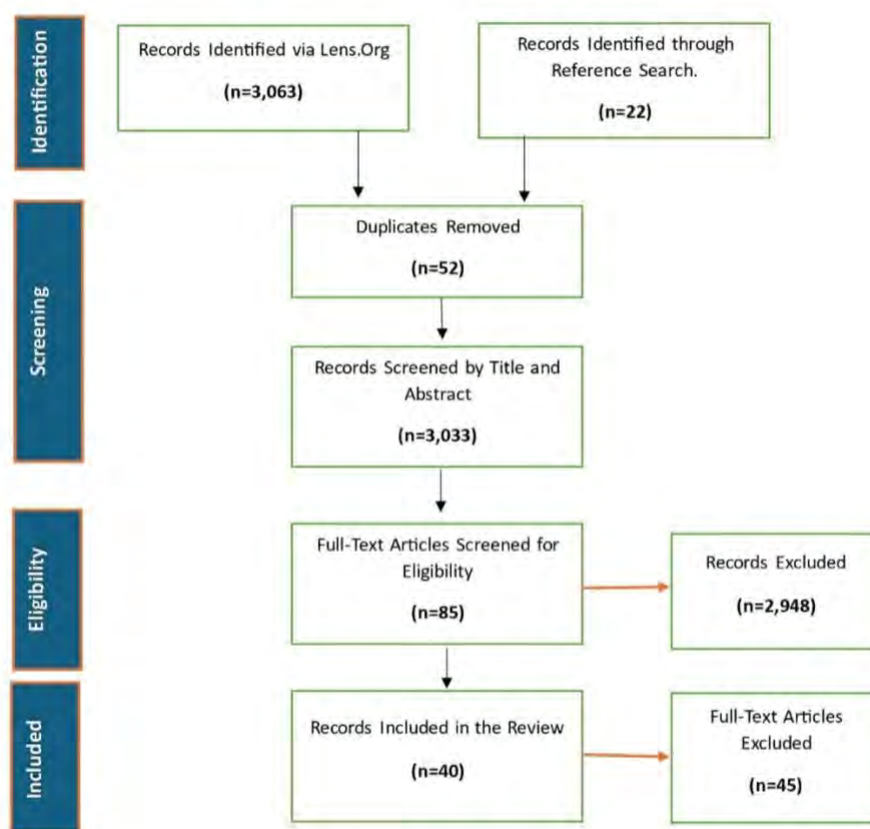 Identification
Records Identified via Lens.Org
(n=3,063)
Records Identified through
Reference Search.
(n=22)
Screening
Duplicates Removed
(n=52)
Records Screened by Title and
Abstract
(n=3,033)
Eligibility
Full-Text Articles Screened for
Eligibility
(n=85)
Records Excluded
(n=2,948)
Included
Records Included in the Review
(n=40)
Full-Text Articles
Excluded
(n=45)